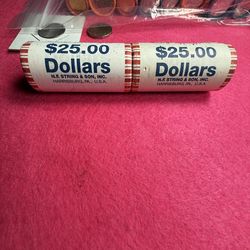 $25.00
Dollars
N.F. STRING & SON, INC.
HARRISBURG, PA., U.S.A.
$25.00
Dollars
N.F. STRING & SON, INC.
HARRISBURG, PA., U.S.A.